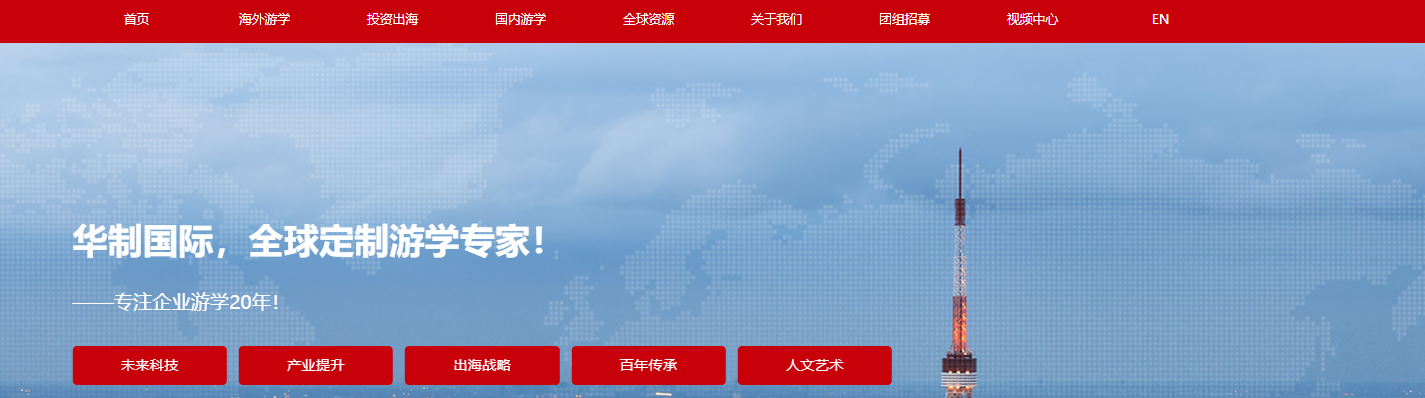 首页 海外游学 投资出海 国内游学 全球资源 关于我们 团组招募 视频中心 EN
华制国际，全球定制游学专家！
——专注企业游学20年！
未来科技 产业提升 出海战略 百年传承 人文艺术